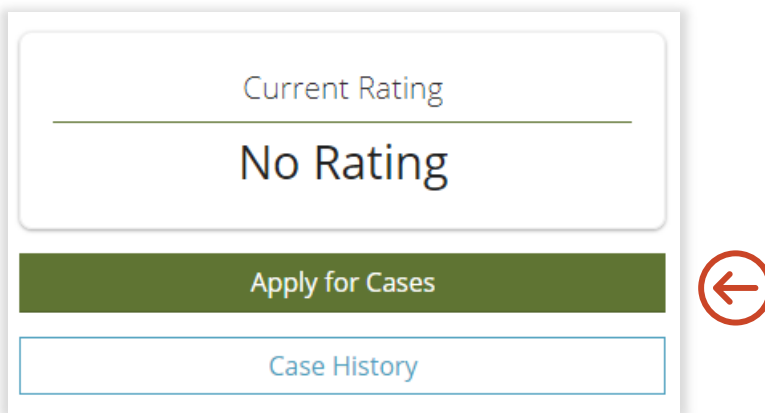 Current Rating
No Rating
Apply for Cases
Case History